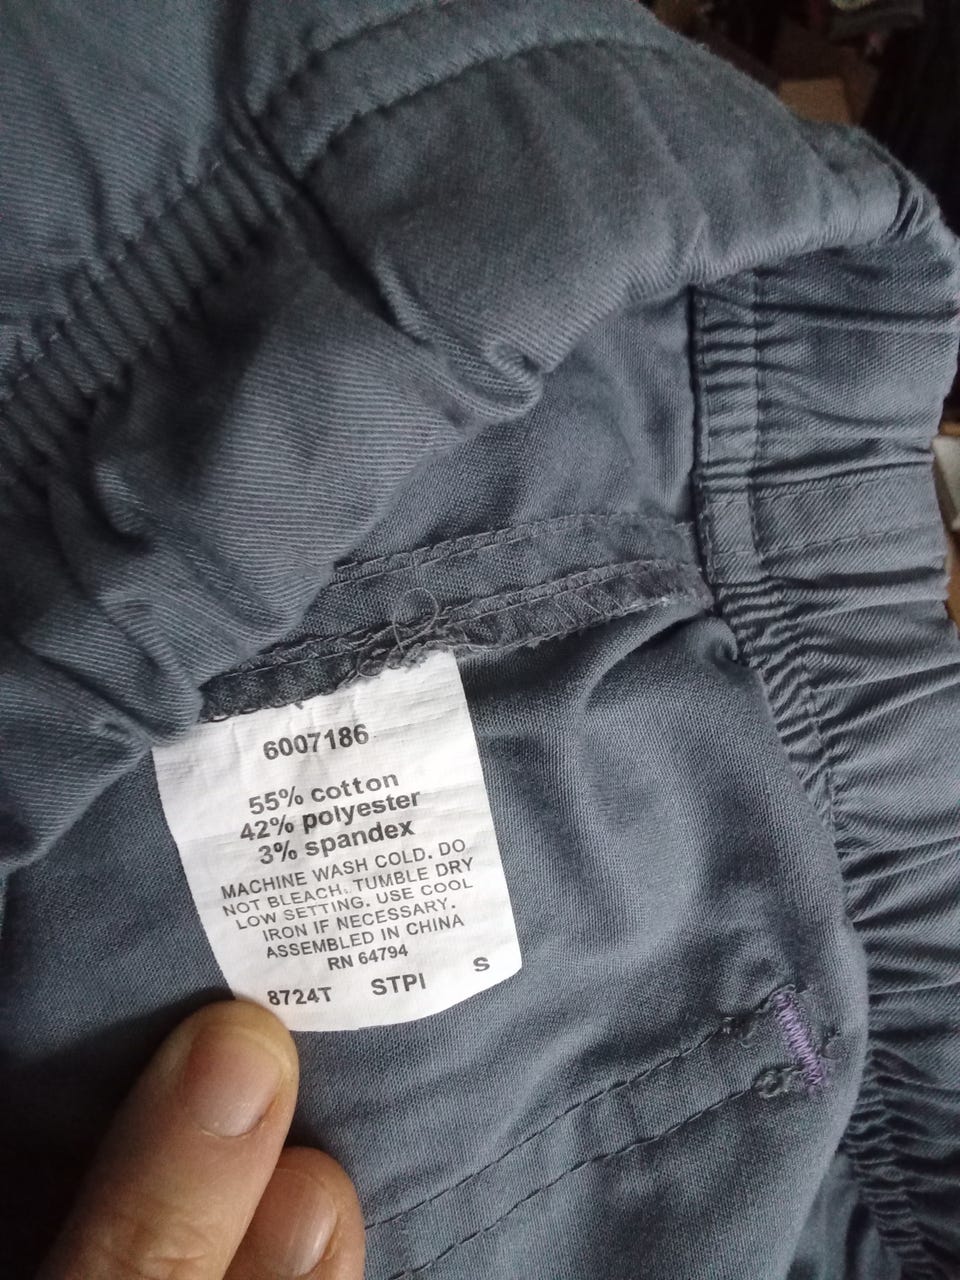 6007186
55% cotton
42% polyester
3% spandex
MACHINE WASH COLD. DO
NOT BLEACH. TUMBLE DRY
LOW SETTING. USE COOL
IRON IF NECESSARY.
ASSEMBLED IN CHINA
RN 64794
8724T STPI S